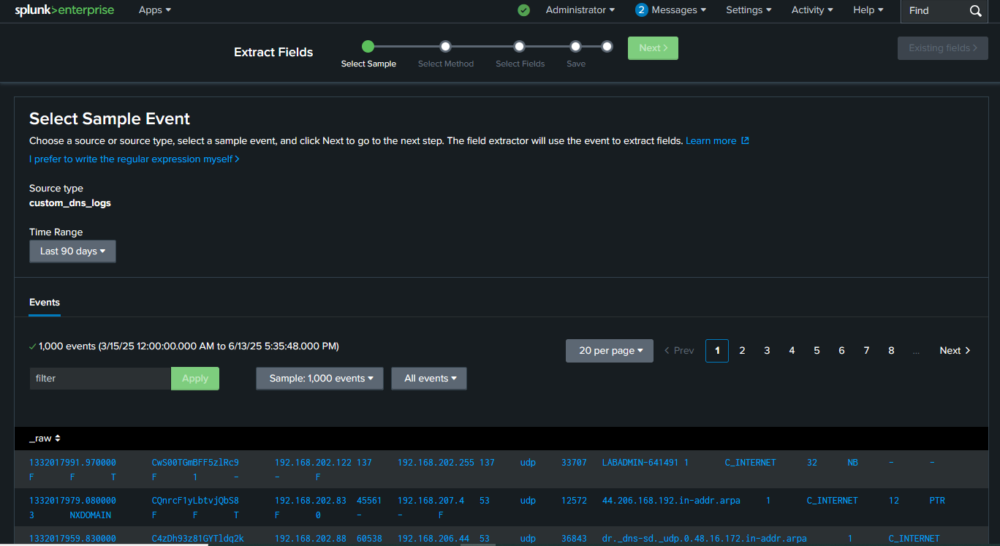 splunk>enterprise Apps Administrator 2 Messages Settings Activity Help Find
Extract Fields Select Sample Select Method Select Fields Save Next > Existing fields >
Select Sample Event
Choose a source or source type, select a sample event, and click Next to go to the next step. The field extractor will use the event to extract fields. Learn more
I prefer to write the regular expression myself >
Source type
custom_dns_logs
Time Range
Last 90 days
Events
1,000 events (3/15/25 12:00:00.000 AM to 6/13/25 5:35:48.000 PM)
20 per page < Prev 1 2 3 4 5 6 7 8 ... Next >
filter Apply Sample: 1,000 events All events
_raw
1332017991.970000 CwS00TGmBFF5zlRc9 192.168.202.122 137 192.168.202.255 137 udp 33707 LABADMIN-641491 1 C_INTERNET 32 NB - -
F F T F 1 - - F
1332017979.080000 CQnrcF1yLbtvjQbS8 192.168.202.83 45561 192.168.207.4 53 udp 12572 44.206.168.192.in-addr.arpa 1 C_INTERNET 12 PTR
3 NXDOMAIN F F T F 0 - - F
1332017959.830000 C4zDh93z81GYTldq2k 192.168.202.88 60538 192.168.206.44 53 udp 36843 dr._dns-sd._udp.0.48.16.172.in-addr.arpa 1 C_INTERNET